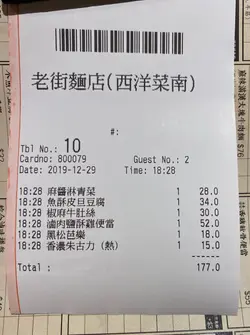 老街麵店(西洋菜南)
#:
Tbl No.: 10
Cardno: 800079 Guest No.: 2
Date: 2019-12-29 Time: 18:28
18:28 麻醬淋青菜 1 28.0
18:28 魚酥皮旦豆腐 1 34.0
18:28 椒麻牛肚絲 1 30.0
18:28 滷肉鹽酥雞便當 1 52.0
18:28 黑松芭樂 1 18.0
18:28 香濃朱古力（熱） 1 15.0
Total : 177.0